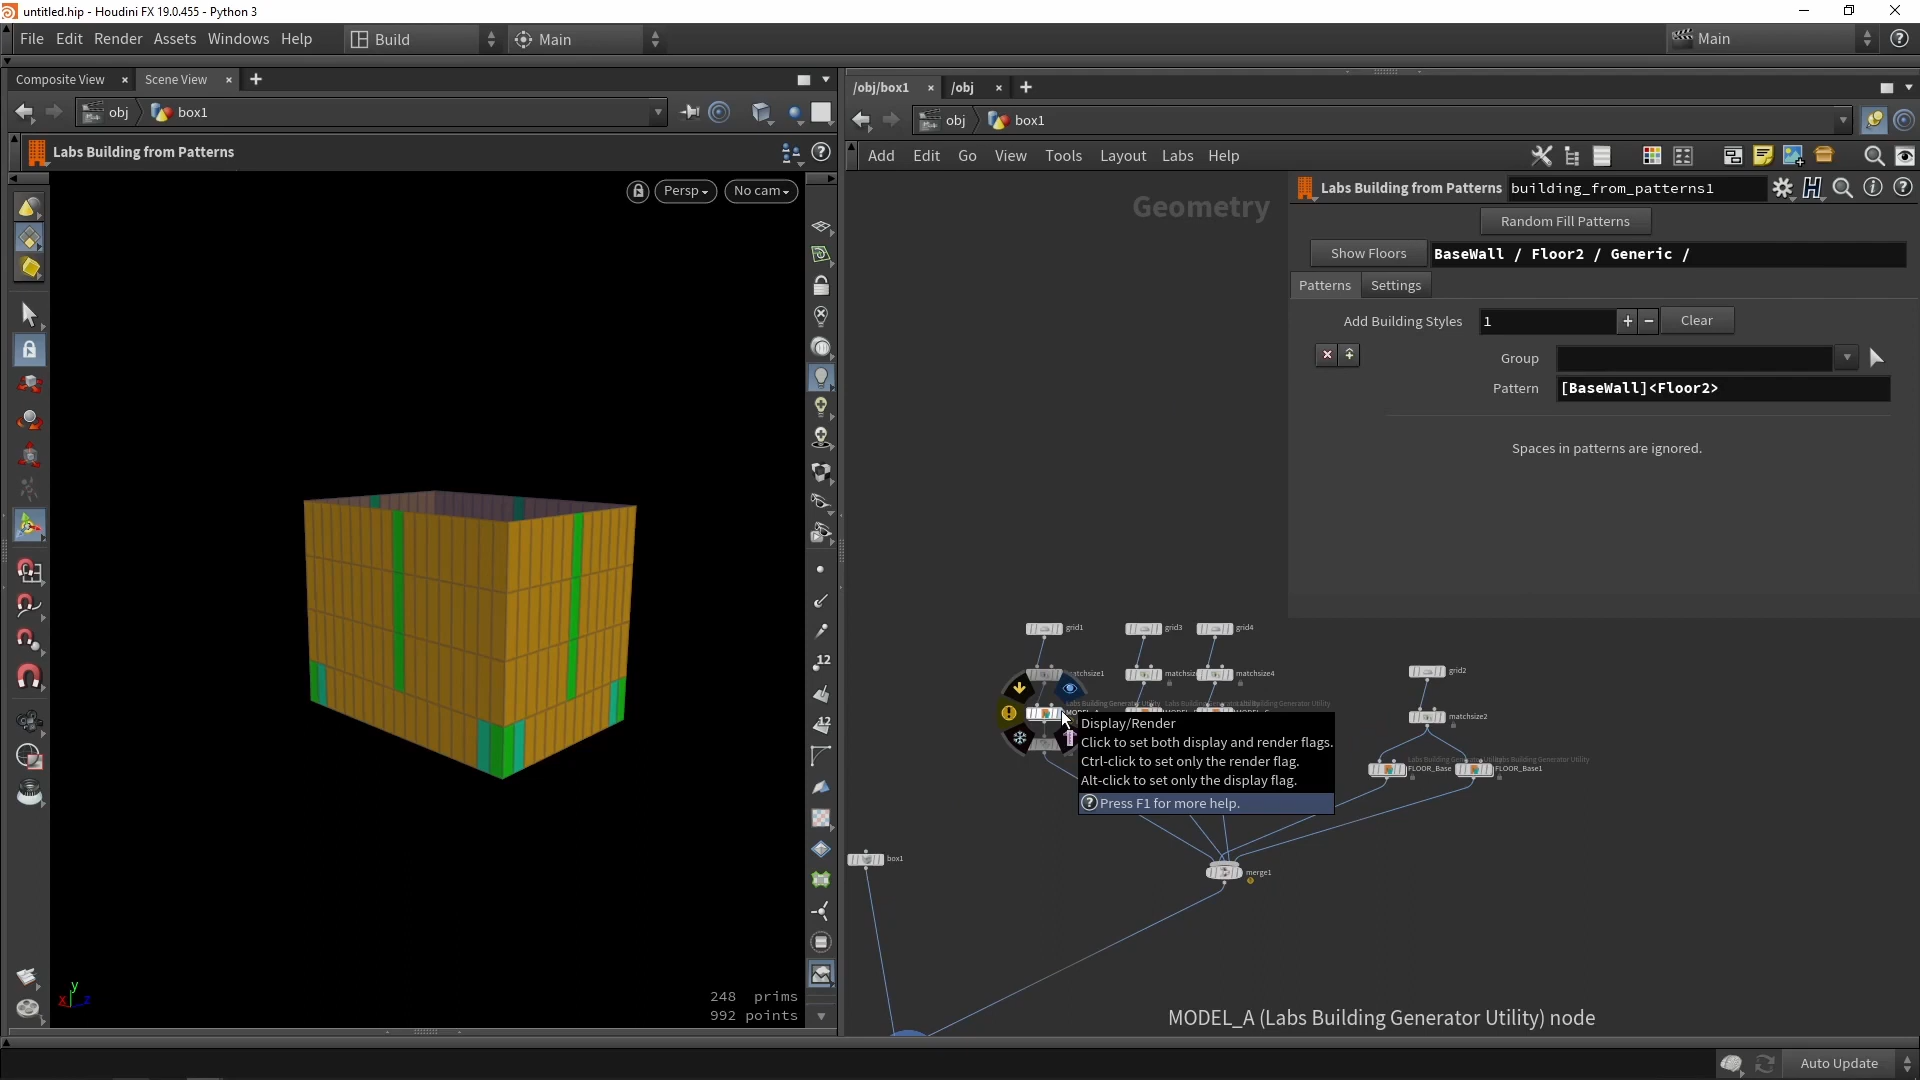 untitled.hip - Houdini FX 19.0.455 - Python 3
File Edit Render Assets Windows Help
Build
Main
Main
Composite View
Scene View
obj
box1
Labs Building from Patterns
Persp
No cam
12
12
y
x
z
248 prims
992 points
/obj/box1
/obj
obj
box1
Add Edit Go View Tools Layout Labs Help
Geometry
Labs Building from Patterns
building_from_patterns1
Random Fill Patterns
Show Floors
BaseWall / Floor2 / Generic /
Patterns
Settings
Add Building Styles
1
Clear
Group
Pattern
[BaseWall]<Floor2>
Spaces in patterns are ignored.
grid1
grid3
grid4
grid2
matchsize4
matchsize2
Display/Render
Click to set both display and render flags.
Ctrl-click to set only the render flag.
Alt-click to set only the display flag.
Press F1 for more help.
FLOOR_Base
FLOOR_Base1
box1
merge1
MODEL_A (Labs Building Generator Utility) node
Auto Update